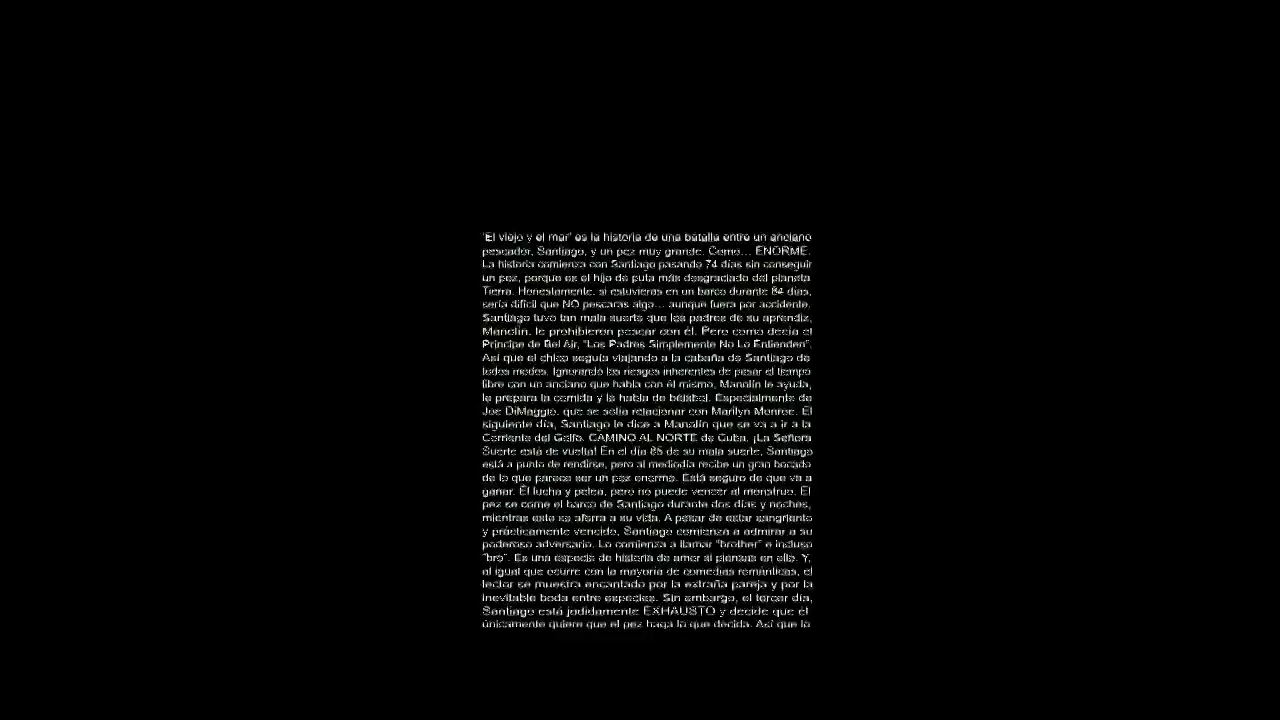 "El viejo y el mar" es la historia de una batalla entre un anciano
pescador, Santiago, y un pez muy grande. Como... ENORME.
La historia comienza con Santiago pasando 74 días sin conseguir
un pez, porque es el hijo de puta más desgraciado del planeta
Tierra. Honestamente, si estuvieras en un barco durante 84 días,
sería difícil que NO pescaras algo... aunque fuera por accidente.
Santiago tuvo tan mala suerte que los padres de su aprendiz,
Manolín, le prohibieron pescar con él. Pero como decía el
Príncipe de Bel Air, "Los Padres Simplemente No Lo Entienden".
Así que el chico seguía viajando a la cabaña de Santiago de
todos modos. Ignorando los riesgos inherentes de pasar el tiempo
libre con un anciano que habla con él mismo, Manolín le ayuda,
le prepara la comida y le habla de béisbol. Especialmente de
Joe DiMaggio, que se solía relacionar con Marilyn Monroe. El
siguiente día, Santiago le dice a Manolín que se va a ir a la
Corriente del Golfo. CAMINO AL NORTE de Cuba. ¡La Señora
Suerte está de vuelta! En el día 85 de su mala suerte, Santiago
está a punto de rendirse, pero al mediodía recibe un gran bocado
de lo que parece ser un pez enorme. Está seguro de que va a
ganar. Él lucha y pelea, pero no puede vencer al monstruo. El
pez se come el barco de Santiago durante dos días y noches,
mientras este se aferra a su vida. A pesar de estar sangriento
y prácticamente vencido, Santiago comienza a admirar a su
poderoso adversario. Lo comienza a llamar "brother" e incluso
"bro". Es una especie de historia de amor si piensas en ello. Y,
al igual que ocurre con la mayoría de comedias románticas, el
lector se muestra encantado por la extraña pareja y por la
inevitable boda entre especies. Sin embargo, el tercer día,
Santiago está jodidamente EXHAUSTO y decide que él
únicamente quiere que el pez haga lo que decida. Así que lo